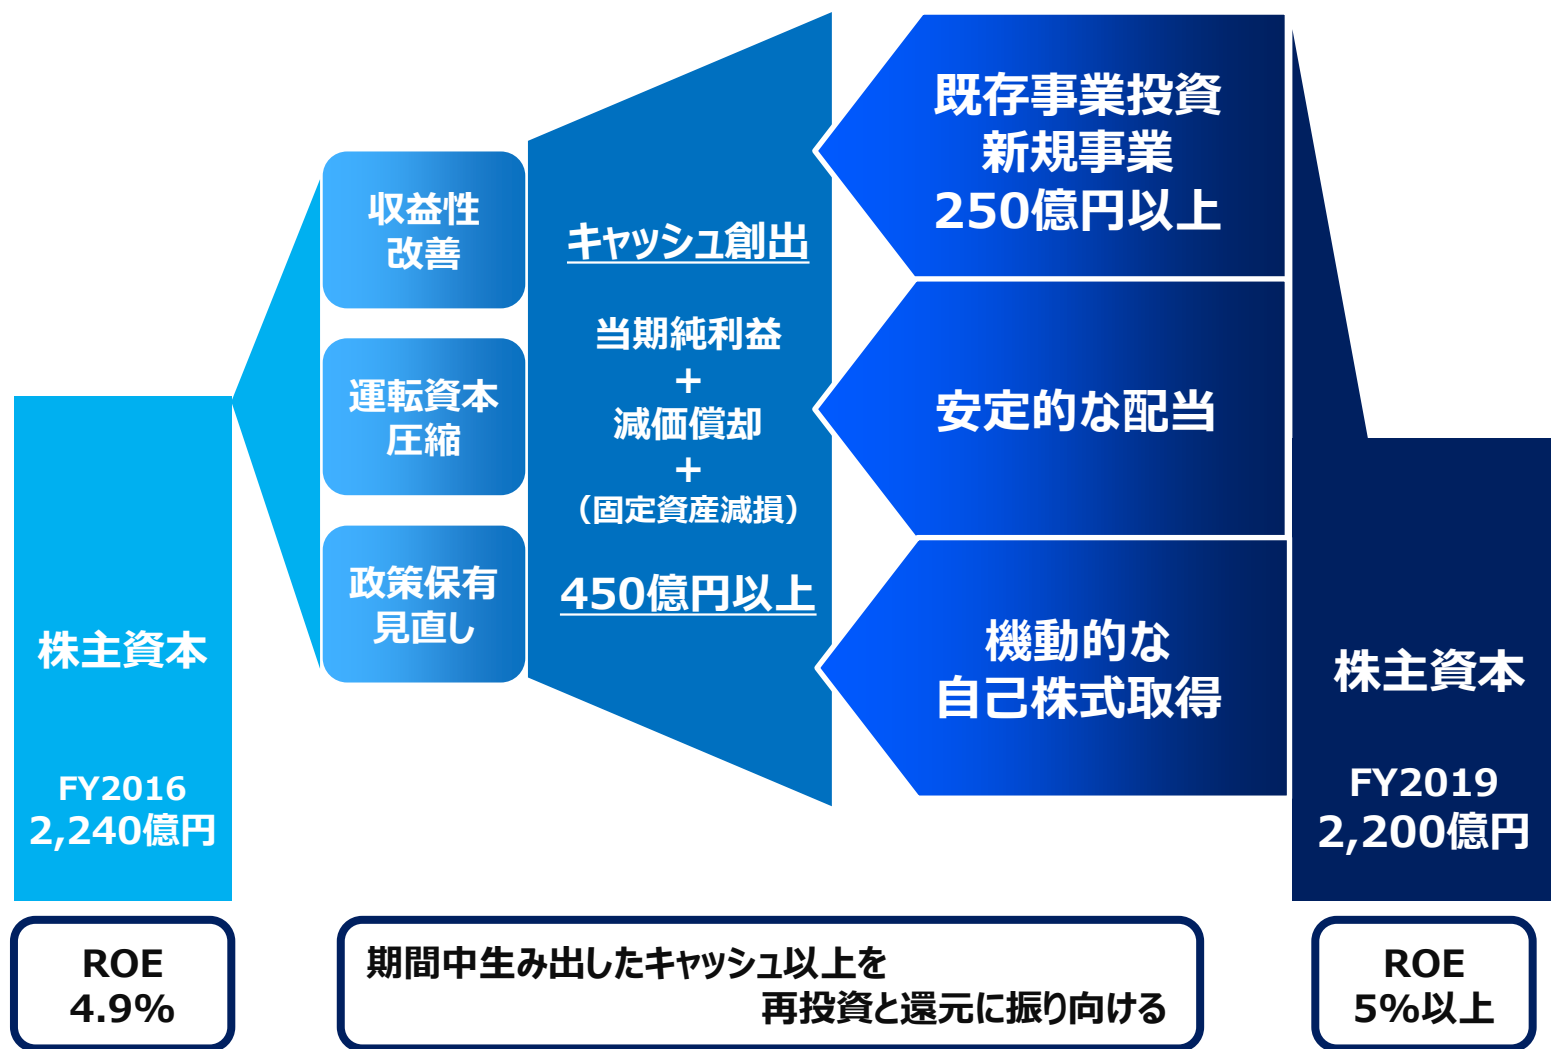 株主資本
FY2016
2,240億円
ROE
4.9%
収益性
改善
運転資本
圧縮
政策保有
見直し
キャッシュ創出
当期純利益
+
減価償却
+
（固定資産減損）
450億円以上
既存事業投資
新規事業
250億円以上
安定的な配当
機動的な
自己株式取得
期間中生み出したキャッシュ以上を
再投資と還元に振り向ける
株主資本
FY2019
2,200億円
ROE
5%以上